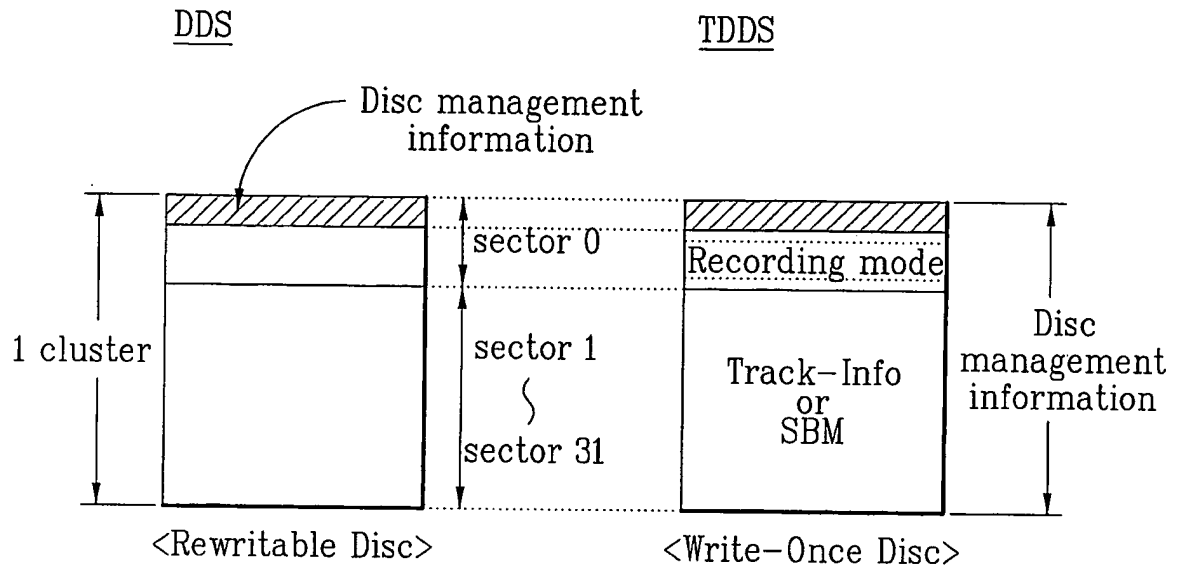 DDS
TDDS
Disc management
information
sector 0
Recording mode
1 cluster
sector 1
sector 31
Track-Info
or
SBM
Disc
management
information
<Rewritable Disc>
<Write-Once Disc>